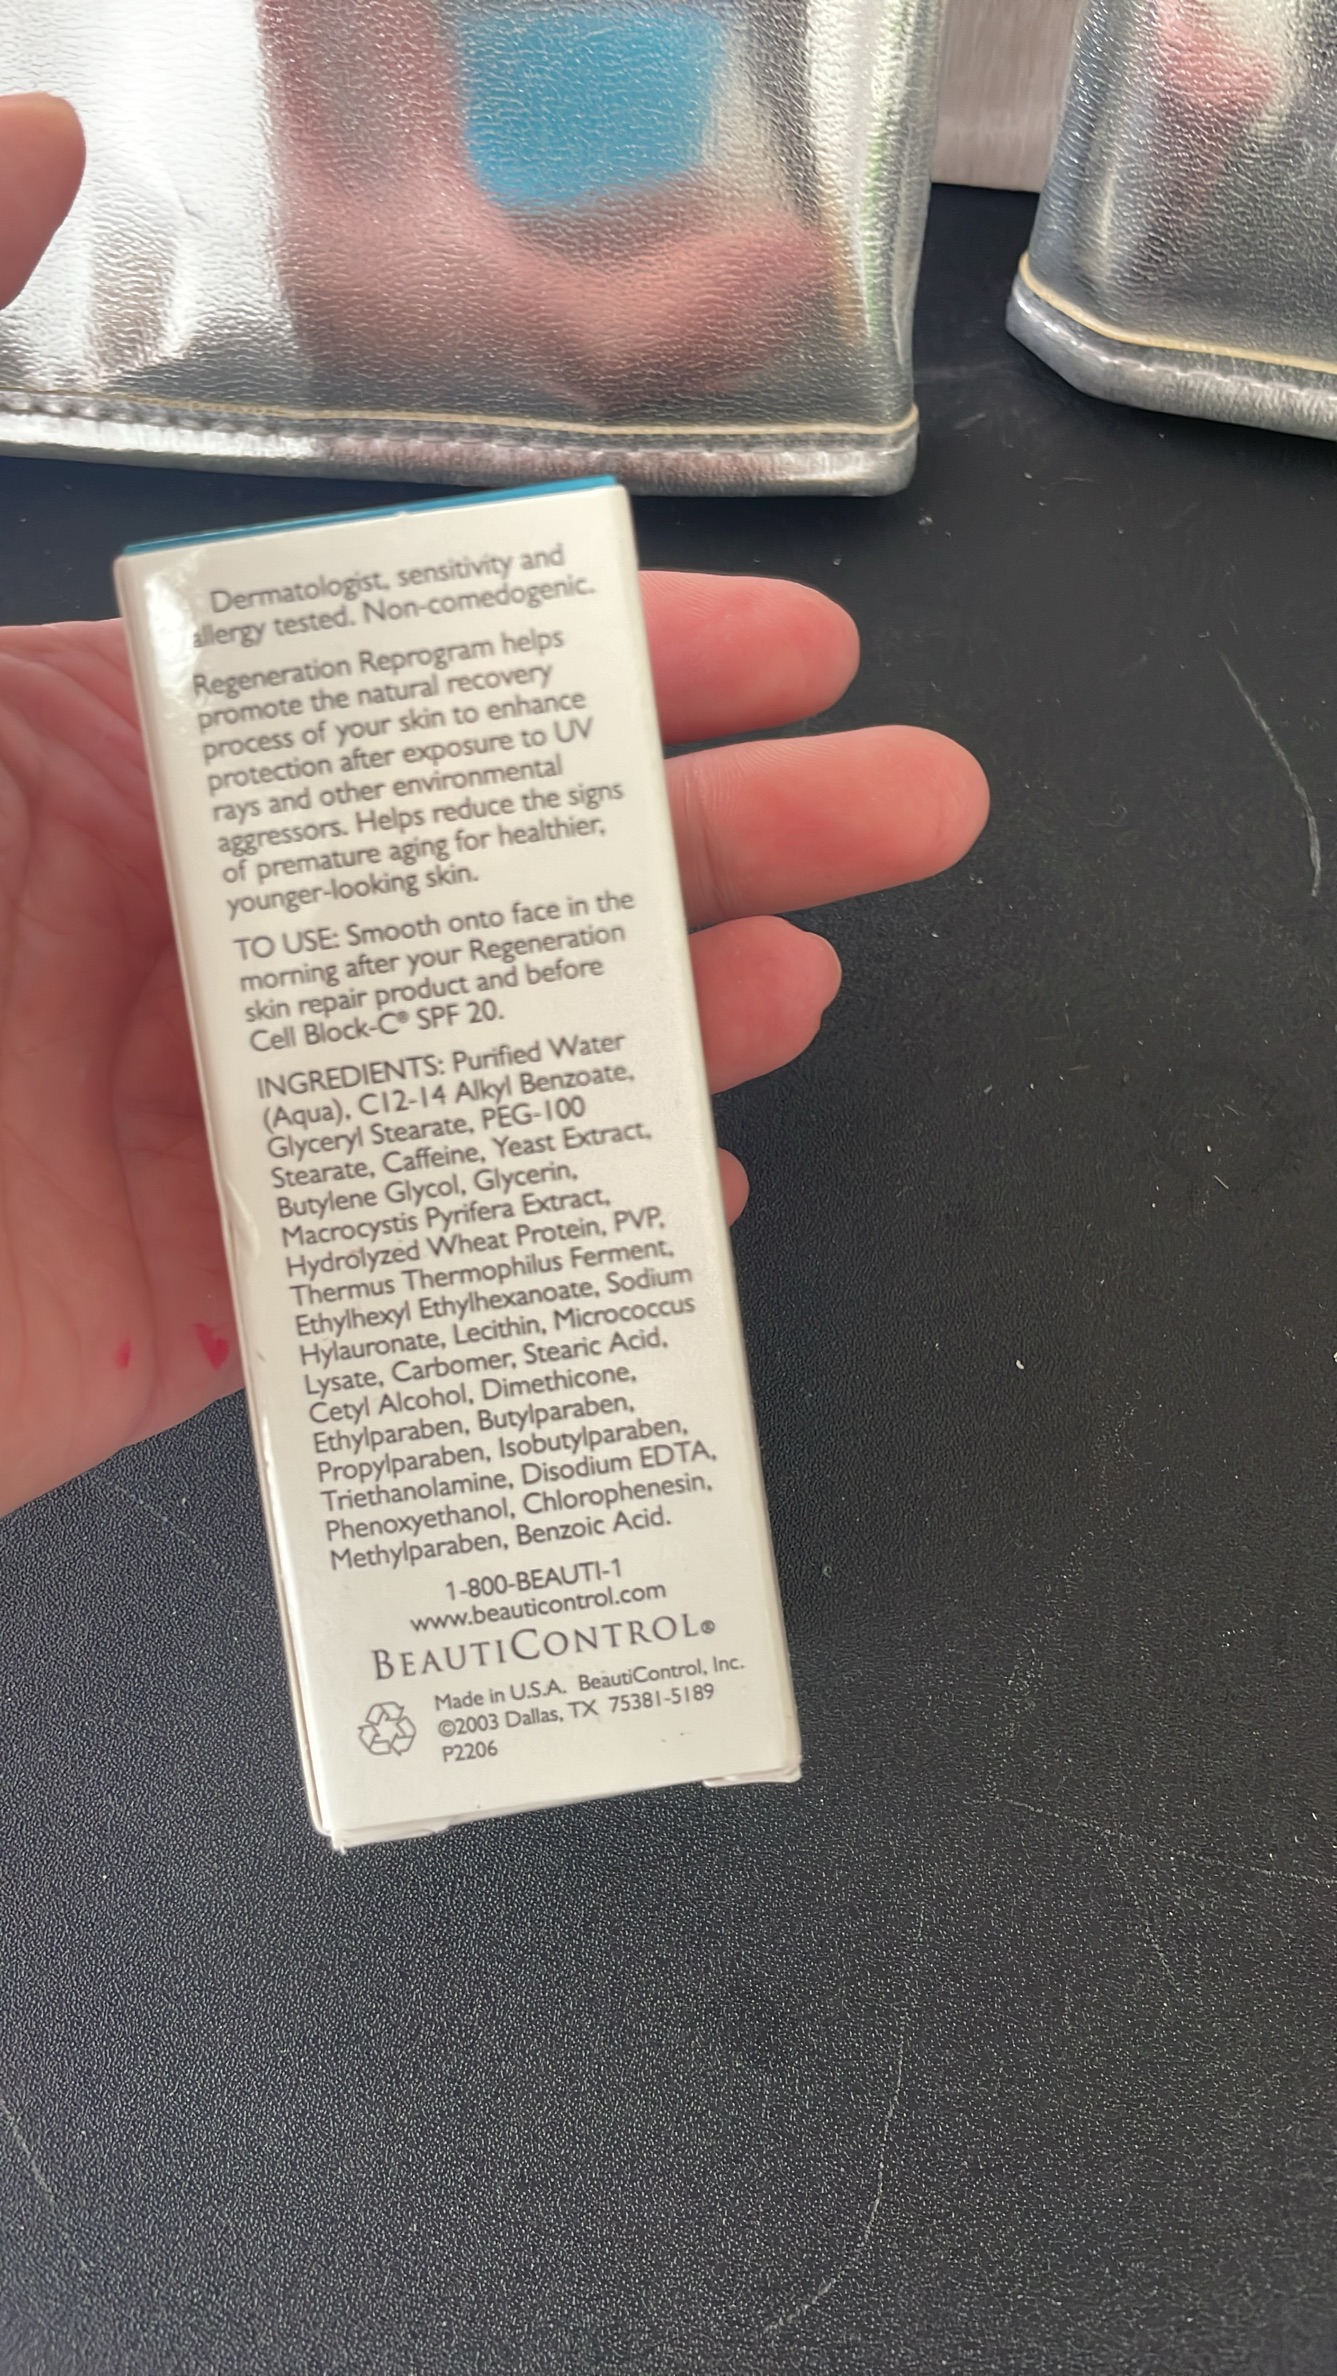 Dermatologist, sensitivity and
allergy tested. Non-comedogenic.
Regeneration Reprogram helps
promote the natural recovery
process of your skin to enhance
protection after exposure to UV
rays and other environmental
aggressors. Helps reduce the signs
of premature aging for healthier,
younger-looking skin.
TO USE: Smooth onto face in the
morning after your Regeneration
skin repair product and before
Cell Block-C® SPF 20.
INGREDIENTS: Purified Water
(Aqua), C12-14 Alkyl Benzoate,
Glyceryl Stearate, PEG-100
Stearate, Caffeine, Yeast Extract,
Butylene Glycol, Glycerin,
Macrocystis Pyrifera Extract,
Hydrolyzed Wheat Protein, PVP,
Thermus Thermophilus Ferment,
Ethylhexyl Ethylhexanoate, Sodium
Hylauronate, Lecithin, Micrococcus
Lysate, Carbomer, Stearic Acid,
Cetyl Alcohol, Dimethicone,
Ethylparaben, Butylparaben,
Propylparaben, Isobutylparaben,
Triethanolamine, Disodium EDTA,
Phenoxyethanol, Chlorophenesin,
Methylparaben, Benzoic Acid.
1-800-BEAUTI-1
www.beauticontrol.com
BEAUTICONTROL®
Made in U.S.A. BeautiControl, Inc.
©2003 Dallas, TX 75381-5189
P2206